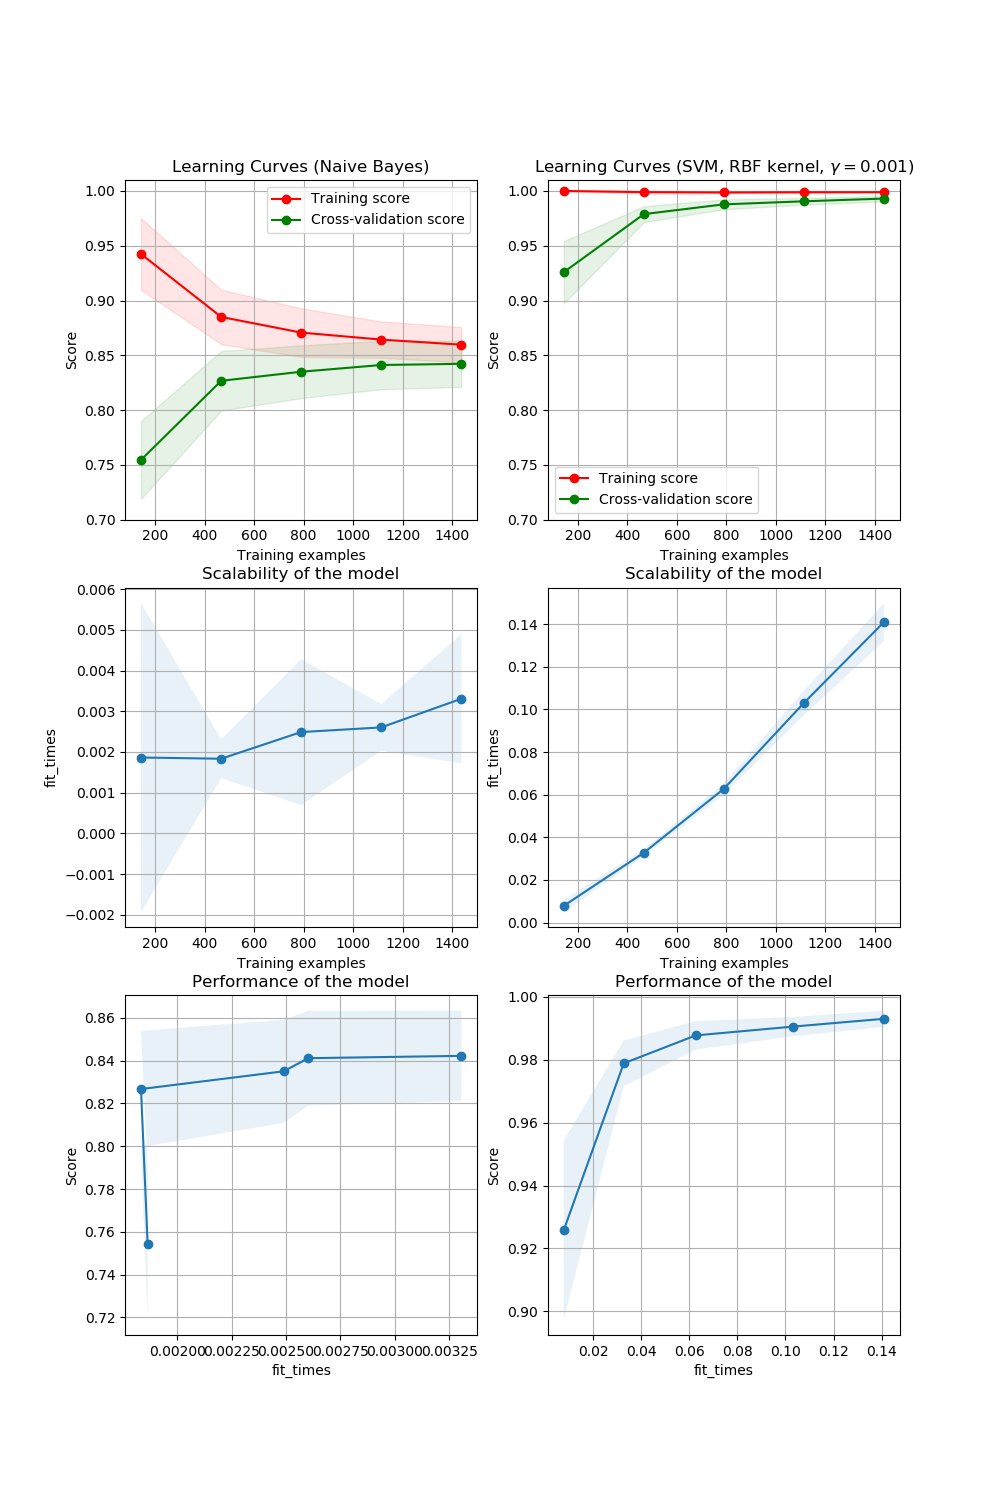 Learning Curves (Naive Bayes)
1.00
0.95
0.90
0.85
0.80
0.75
0.70
Score
Training score
Cross-validation score
200 400 600 800 1000 1200 1400
Training examples
Learning Curves (SVM, RBF kernel, γ = 0.001)
1.00
0.95
0.90
0.85
0.80
0.75
0.70
Score
Training score
Cross-validation score
200 400 600 800 1000 1200 1400
Training examples
Scalability of the model
0.006
0.005
0.004
0.003
0.002
0.001
0.000
−0.001
−0.002
fit_times
200 400 600 800 1000 1200 1400
Training examples
Scalability of the model
0.14
0.12
0.10
0.08
0.06
0.04
0.02
0.00
fit_times
200 400 600 800 1000 1200 1400
Training examples
Performance of the model
0.86
0.84
0.82
0.80
0.78
0.76
0.74
0.72
Score
0.00200 0.00225 0.00250 0.00275 0.00300 0.00325
fit_times
Performance of the model
1.00
0.98
0.96
0.94
0.92
0.90
Score
0.02 0.04 0.06 0.08 0.10 0.12 0.14
fit_times